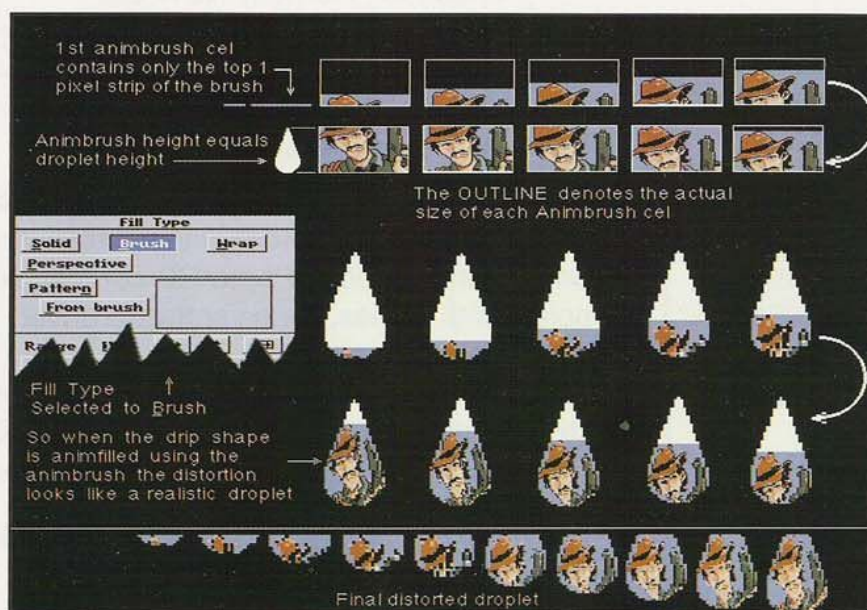 1st animbrush cel
contains only the top 1
pixel strip of the brush
Animbrush height equals
droplet height
The OUTLINE denotes the actual
size of each Animbrush cel
Fill Type
Solid Brush Wrap
Perspective
Pattern
From brush
Fill Type
Selected to Brush
So when the drip shape
is animfilled using the
animbrush the distortion
looks like a realistic droplet
Final distorted droplet